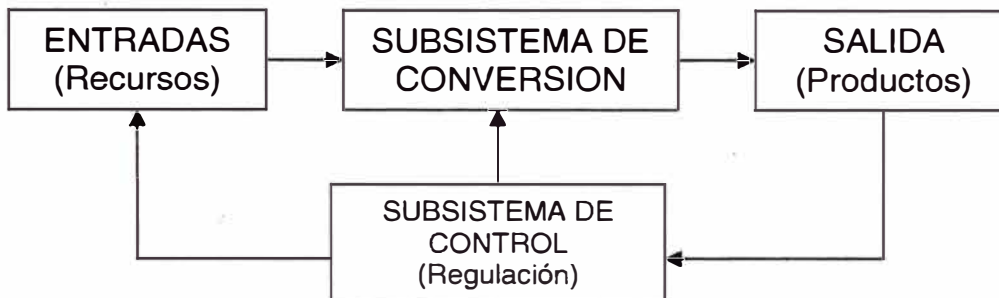 ENTRADAS
(Recursos)
SUBSISTEMA DE
CONVERSION
SALIDA
(Productos)
SUBSISTEMA DE
CONTROL
(Regulación)